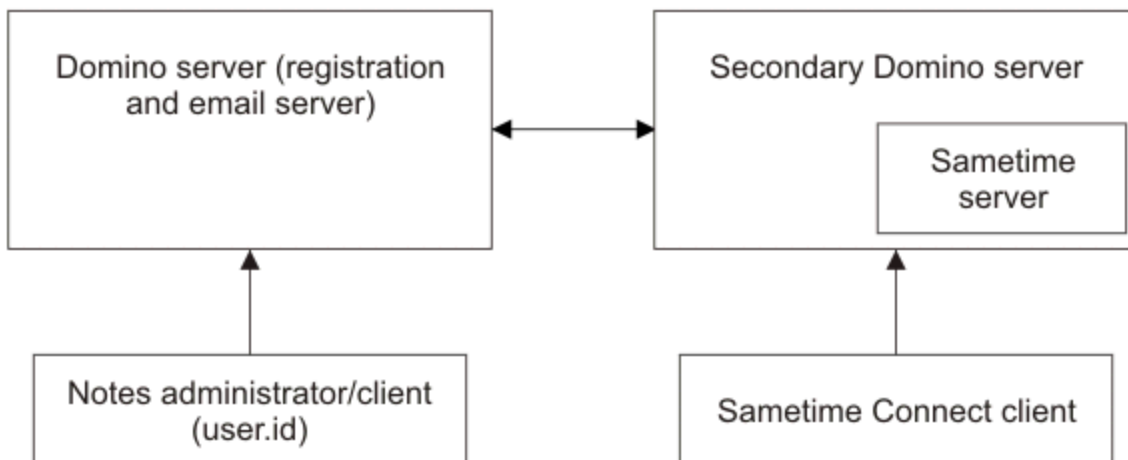 Domino server (registration
and email server)
Secondary Domino server
Sametime
server
Notes administrator/client
(user.id)
Sametime Connect client